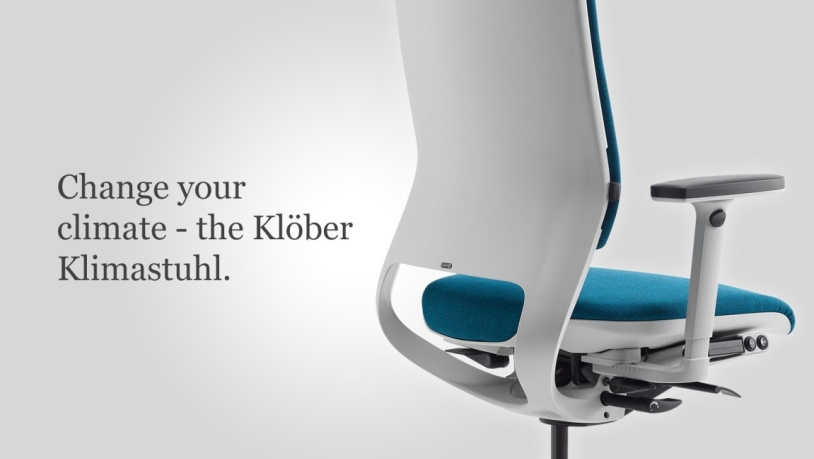 Change your
climate - the Klöber
Klimastuhl.